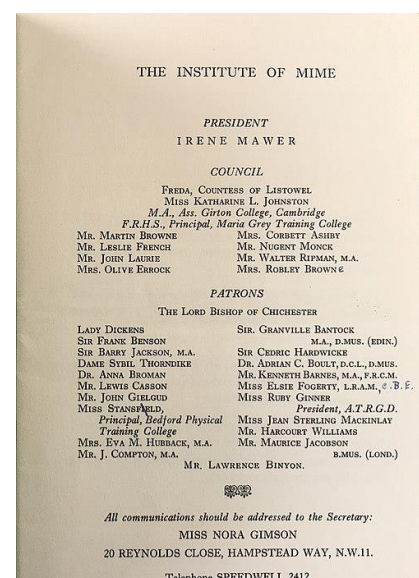 THE INSTITUTE OF MIME
PRESIDENT
IRENE MAWER
COUNCIL
FREDA, COUNTESS OF LISTOWEL
MISS KATHARINE L. JOHNSTON
M.A., Ass. Girton College, Cambridge
F.R.H.S., Principal, Maria Grey Training College
MR. MARTIN BROWNE
MR. LESLIE FRENCH
MR. JOHN LAURIE
MRS. OLIVE ERROCK
MRS. CORBETT ASHBY
MR. NUGENT MONCK
MR. WALTER RIPMAN, M.A.
MRS. ROBLEY BROWNE
PATRONS
THE LORD BISHOP OF CHICHESTER
LADY DICKENS
SIR FRANK BENSON
SIR BARRY JACKSON, M.A.
DAME SYBIL THORNDIKE
DR. ANNA BROMAN
MR. LEWIS CASSON
MR. JOHN GIELGUD
MISS STANSFIELD,
Principal, Bedford Physical
Training College
MRS. EVA M. HUBBACK, M.A.
MR. J. COMPTON, M.A.
SIR. GRANVILLE BANTOCK
M.A., D.MUS. (EDIN.)
SIR CEDRIC HARDWICKE
DR. ADRIAN C. BOULT, D.C.L., D.MUS.
MR. KENNETH BARNES, M.A., F.R.C.M.
MISS ELSIE FOGERTY, L.R.A.M., C.B.E.
MISS RUBY GINNER
President, A.T.R.G.D.
MISS JEAN STERLING MACKINLAY
MR. HARCOURT WILLIAMS
MR. MAURICE JACOBSON
B.MUS. (LOND.)
MR. LAWRENCE BINYON.
All communications should be addressed to the Secretary:
MISS NORA GIMSON
20 REYNOLDS CLOSE, HAMPSTEAD WAY, N.W.11.
Telephone SPEEDWELL 2412